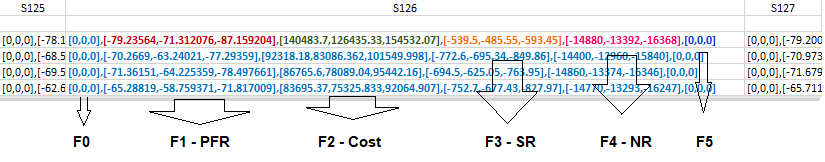 S125 S126 S127
[0,0,0],[-78.1 [0,0,0],[-79.23564,-71.312076,-87.159204],[140483.7,126435.33,154532.07],[-539.5,-485.55,-593.45],[-14880,-13392,-16368],[0,0,0] [0,0,0],[-79.200
[0,0,0],[-68.5 [0,0,0],[-70.2669,-63.24021,-77.29359],[92318.18,83086.362,101549.998],[-772.6,-695.34,-849.86],[-14400,-12960,-15840],[0,0,0] [0,0,0],[-70.973
[0,0,0],[-69.5 [0,0,0],[-71.36151,-64.225359,-78.497661],[86765.6,78089.04,95442.16],[-694.5,-625.05,-763.95],[-14860,-13374,-16346],[0,0,0] [0,0,0],[-71.679
[0,0,0],[-62.6 [0,0,0],[-65.28819,-58.759371,-71.817009],[83695.37,75325.833,92064.907],[-752.7,-677.43,-827.97],[-14770,-13293,-16247],[0,0,0] [0,0,0],[-65.711
F0 F1 - PFR F2 - Cost F3 - SR F4 - NR F5